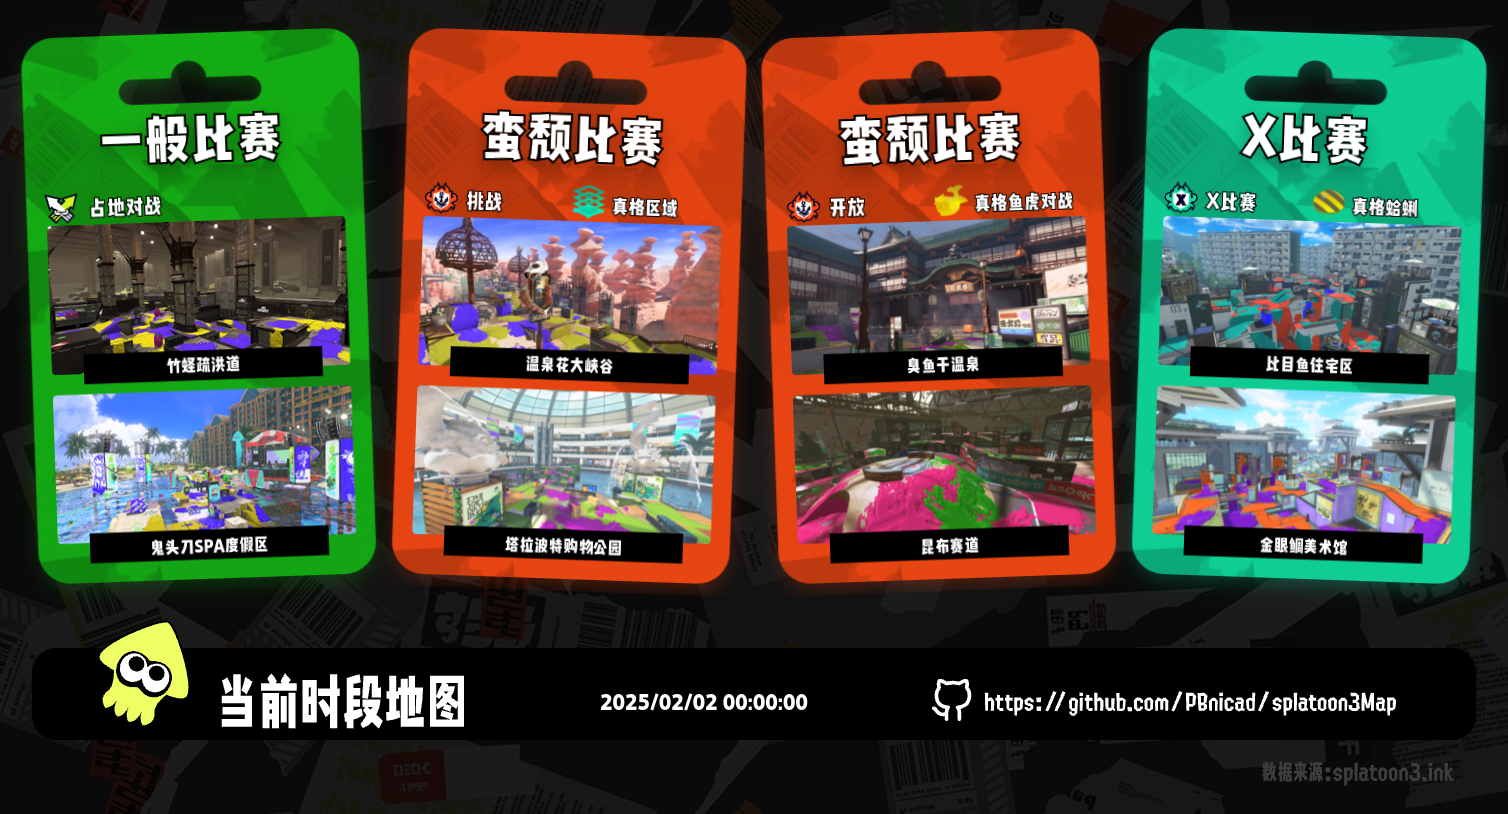 一般比赛
占地对战
竹蛏疏洪道
鬼头刀SPA度假区
蛮颓比赛
挑战
真格区域
温泉花大峡谷
塔拉波特购物公园
蛮颓比赛
开放
真格鱼虎对战
臭鱼干温泉
昆布赛道
X比赛
X比赛
真格蛤蜊
比目鱼住宅区
金眼鲷美术馆
当前时段地图
2025/02/02 00:00:00
https://github.com/PBnicad/splatoon3Map
数据来源:splatoon3.ink